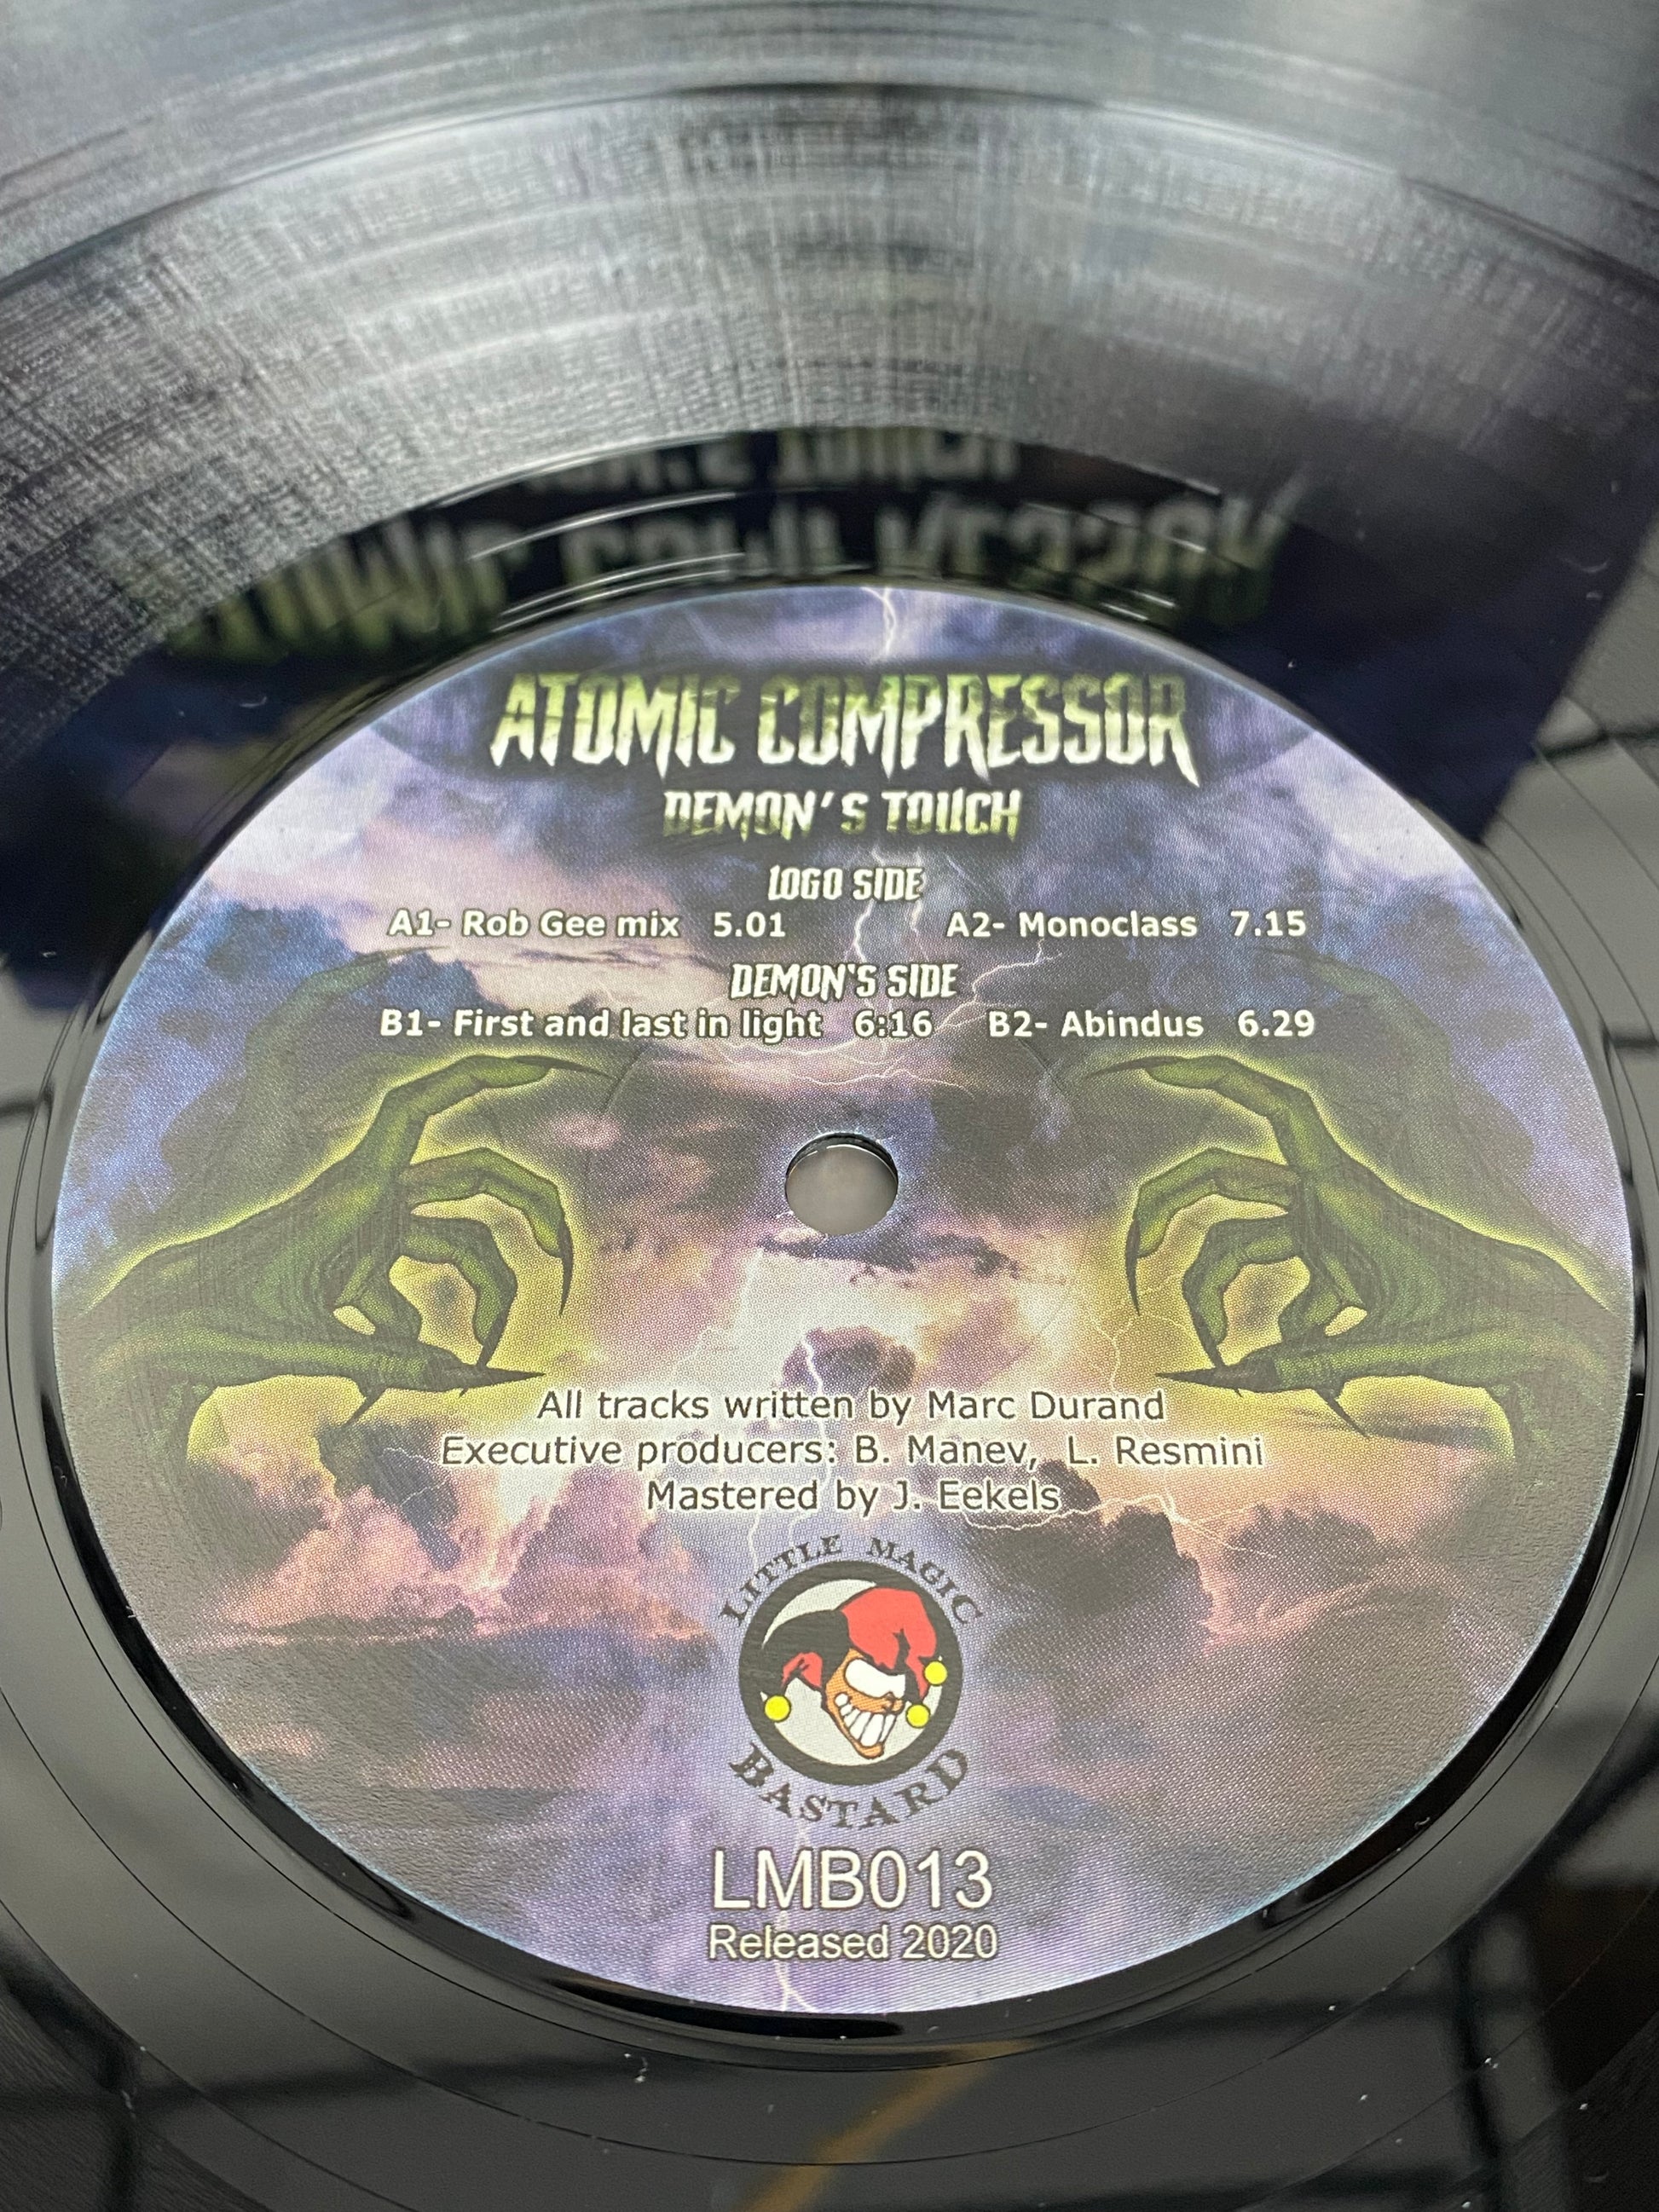 ATOMIC COMPRESSOR
DEMON'S TOUCH
LOGO SIDE
A1- Rob Gee mix 5.01 A2- Monoclass 7.15
DEMON'S SIDE
B1- First and last in light 6:16 B2- Abindus 6.29
All tracks written by Marc Durand
Executive producers: B. Manev, L. Resmini
Mastered by J. Eekels
LITTLE MAGIC
BASTARD
LMB013
Released 2020